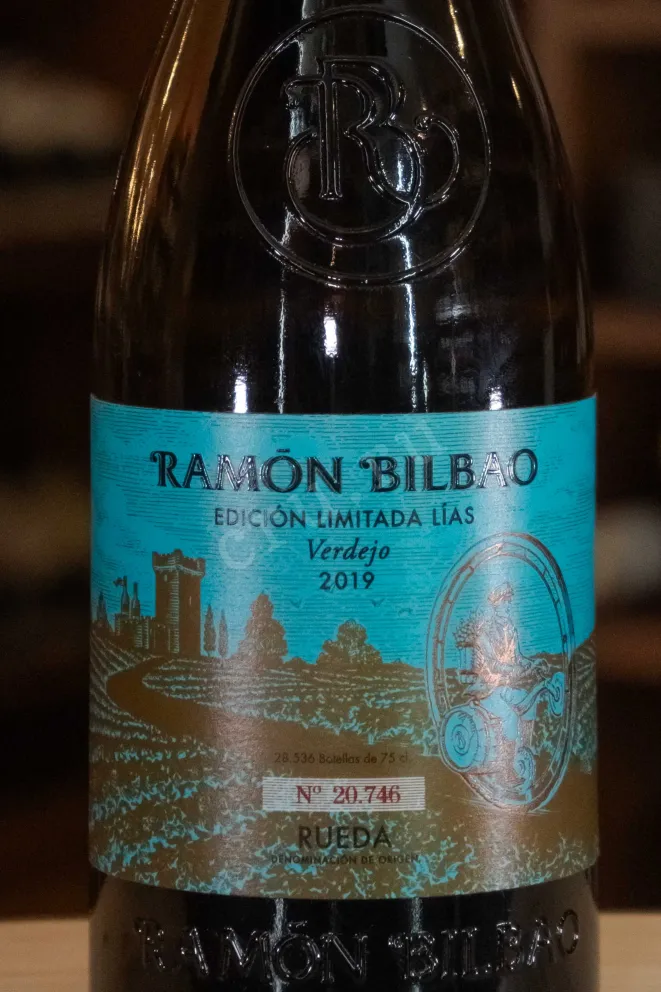 RB
RAMÓN BILBAO
EDICIÓN LIMITADA LÍAS
Verdejo
2019
28.536 Botellas de 75 cl.
Nº 20.746
RUEDA
DENOMINACIÓN DE ORIGEN
RAMÓN BILBAO